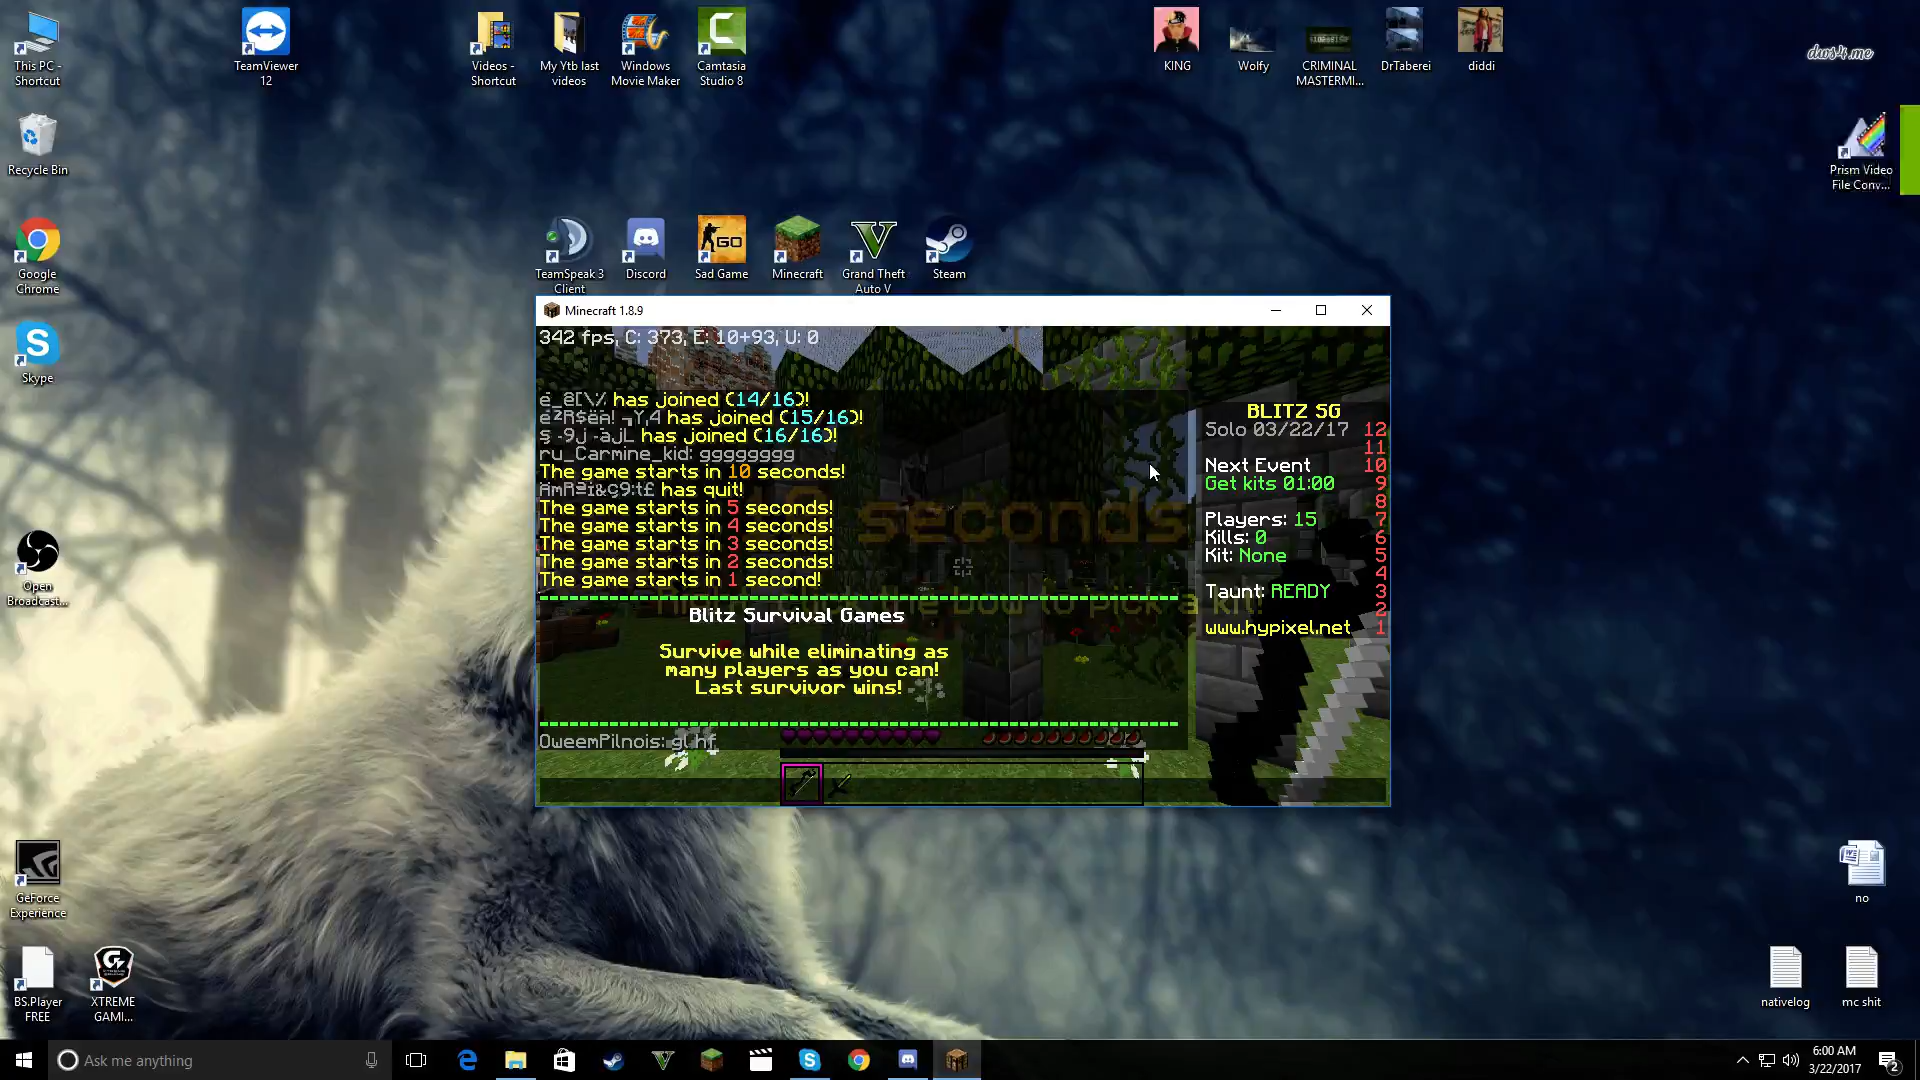 This PC -
Shortcut
TeamViewer
12
Videos -
Shortcut
My Ytb last
videos
Windows
Movie Maker
Camtasia
Studio 8
KING
Wolfy
CRIMINAL
MASTERMI...
DrTaberei
diddi
dws4.me
Recycle Bin
Prism Video
File Conv...
Google
Chrome
TeamSpeak 3
Client
Discord
GO
Sad Game
Minecraft
Grand Theft
Auto V
Steam
Skype
Minecraft 1.8.9
342 fps, C: 373, E: 10+93, U: 0
has joined (14/16)!
has joined (15/16)!
has joined (16/16)!
ru_Carmine_kid: gggggggg
The game starts in 10 seconds!
has quit!
The game starts in 5 seconds!
The game starts in 4 seconds!
The game starts in 3 seconds!
The game starts in 2 seconds!
The game starts in 1 second!
seconds
bow to pick a kit!
Blitz Survival Games
Survive while eliminating as
many players as you can!
Last survivor wins!
OweemPilnois: gl hf
BLITZ SG
Solo 03/22/17 12
11
Next Event 10
Get kits 01:00 9
8
Players: 15 7
Kills: 0 6
Kit: None 5
4
Taunt: READY 3
2
www.hypixel.net 1
Open
Broadcast...
GeForce
Experience
BS.Player
FREE
XTREME
GAMI...
no
nativelog
mc shit
Ask me anything
6:00 AM
3/22/2017
2